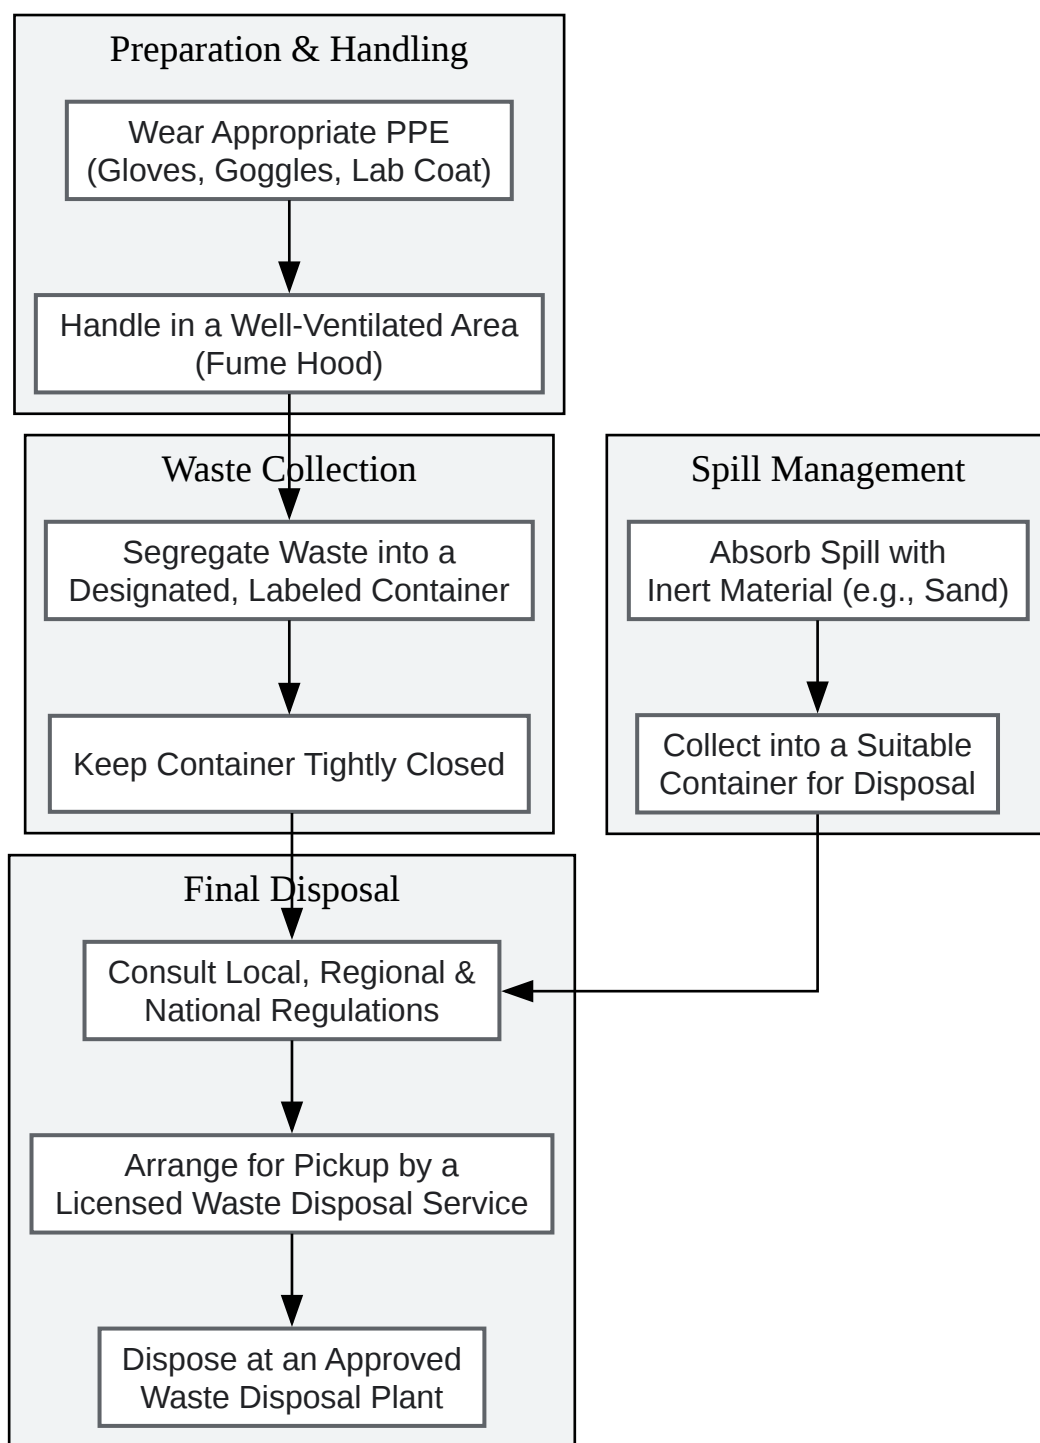 Preparation & Handling
Wear Appropriate PPE
(Gloves, Goggles, Lab Coat)
Handle in a Well-Ventilated Area
(Fume Hood)
Waste Collection
Segregate Waste into a
Designated, Labeled Container
Keep Container Tightly Closed
Spill Management
Absorb Spill with
Inert Material (e.g., Sand)
Collect into a Suitable
Container for Disposal
Final Disposal
Consult Local, Regional &
National Regulations
Arrange for Pickup by a
Licensed Waste Disposal Service
Dispose at an Approved
Waste Disposal Plant